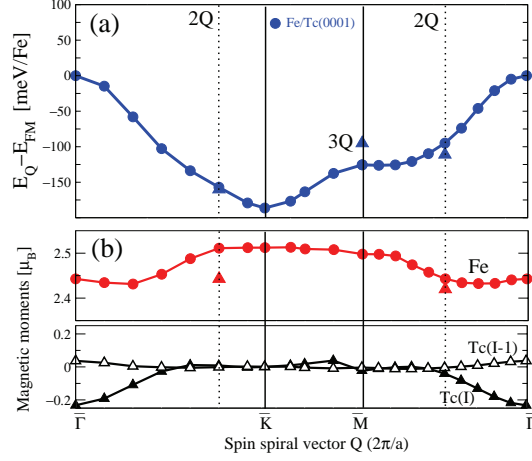 2Q
2Q
(a)
Fe/Tc(0001)
100
50
0
-50
-100
-150
E_Q−E_FM [meV/Fe]
3Q
(b)
2.5
2.4
Fe
Magnetic moments [μ_B]
0.2
0
-0.2
Tc(I-1)
Tc(I)
Γ̅
K̅
M̅
Spin spiral vector Q (2π/a)